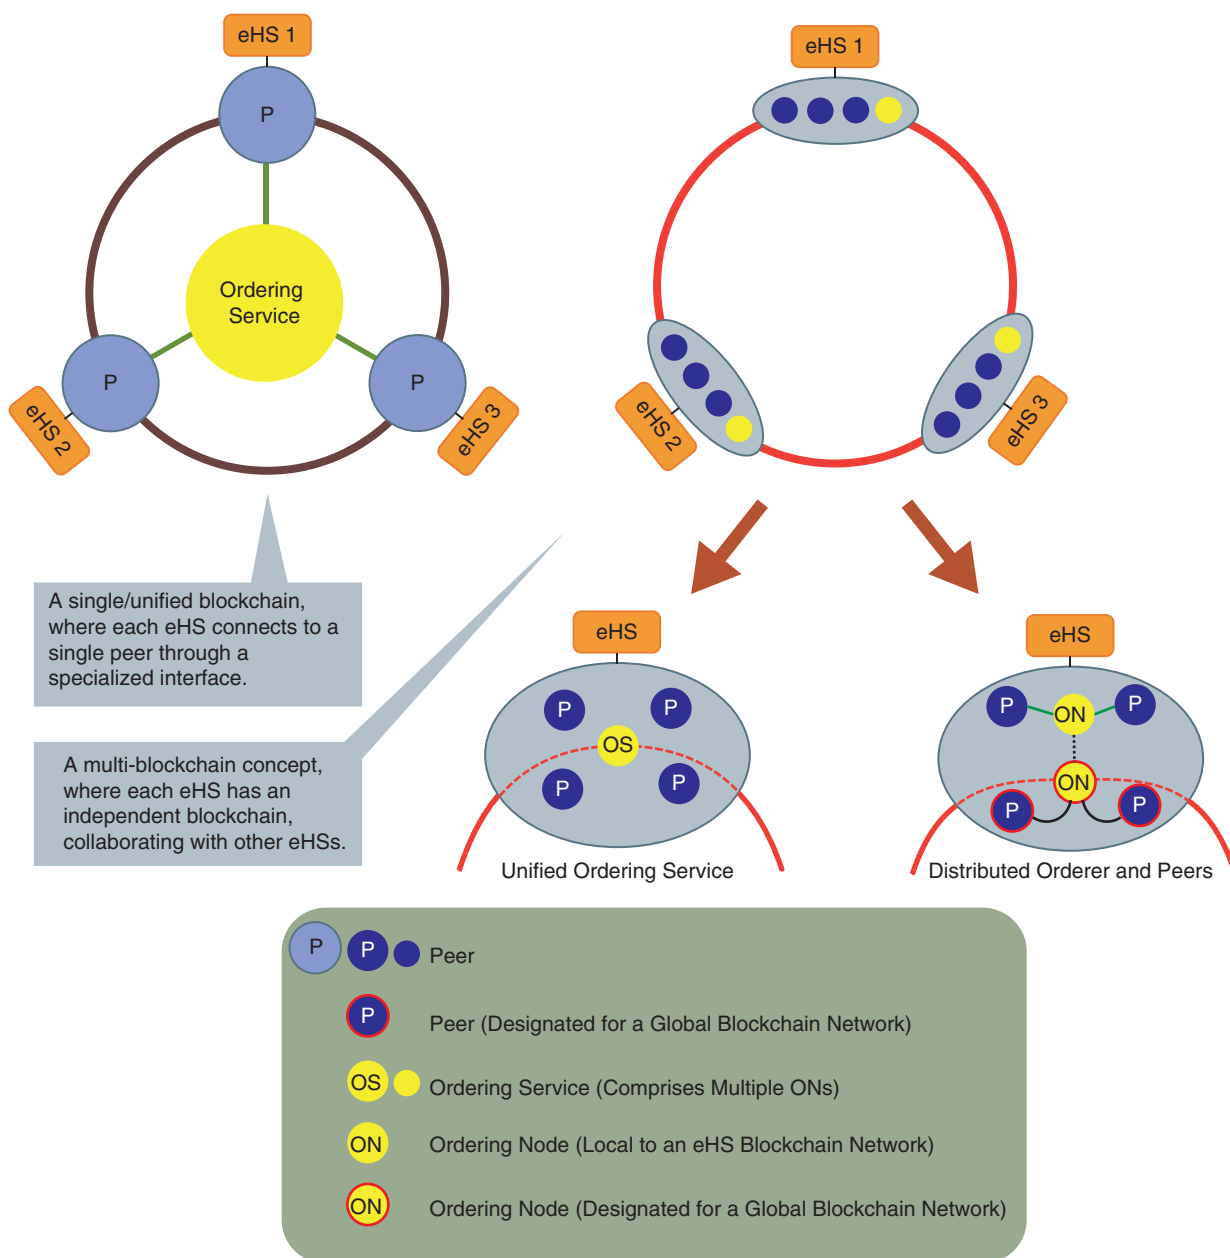 eHS 1
P
Ordering
Service
P
P
eHS 2
eHS 3
eHS 1
eHS 2
eHS 3
A single/unified blockchain,
where each eHS connects to a
single peer through a
specialized interface.
A multi-blockchain concept,
where each eHS has an
independent blockchain,
collaborating with other eHSs.
eHS
P
P
OS
P
P
Unified Ordering Service
eHS
P
ON
P
ON
P
P
Distributed Orderer and Peers
P
P
Peer
P
Peer (Designated for a Global Blockchain Network)
OS
Ordering Service (Comprises Multiple ONs)
ON
Ordering Node (Local to an eHS Blockchain Network)
ON
Ordering Node (Designated for a Global Blockchain Network)